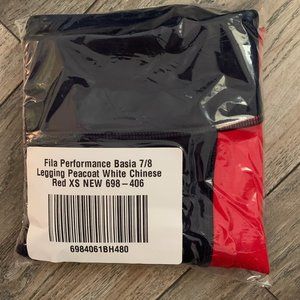 Fila Performance Basia 7/8
Legging Peacoat White Chinese
Red XS NEW 698-406
6984061BH480